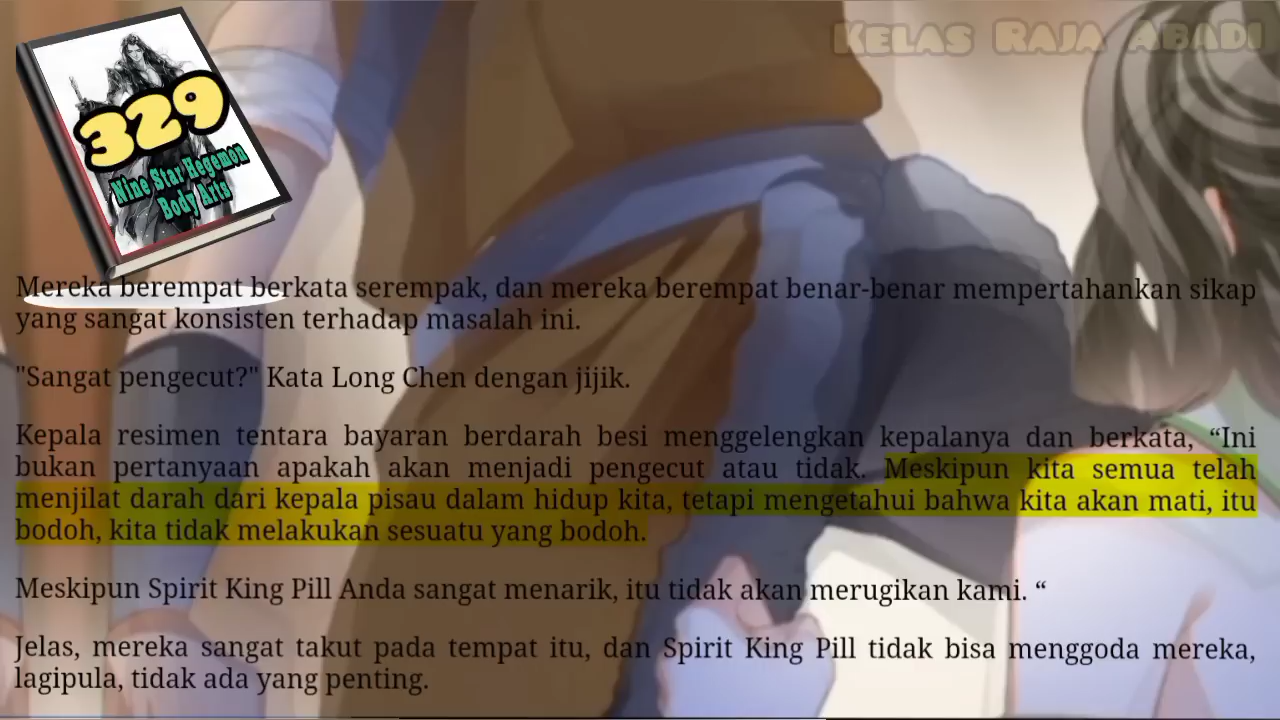 Kelas Raja Abadi
329
Nine Star Hegemon
Body Arts
Mereka berempat berkata serempak, dan mereka berempat benar-benar mempertahankan sikap
yang sangat konsisten terhadap masalah ini.
"Sangat pengecut?" Kata Long Chen dengan jijik.
Kepala resimen tentara bayaran berdarah besi menggelengkan kepalanya dan berkata, “Ini
bukan pertanyaan apakah akan menjadi pengecut atau tidak. Meskipun kita semua telah
menjilat darah dari kepala pisau dalam hidup kita, tetapi mengetahui bahwa kita akan mati, itu
bodoh, kita tidak melakukan sesuatu yang bodoh.
Meskipun Spirit King Pill Anda sangat menarik, itu tidak akan merugikan kami. “
Jelas, mereka sangat takut pada tempat itu, dan Spirit King Pill tidak bisa menggoda mereka,
lagipula, tidak ada yang penting.